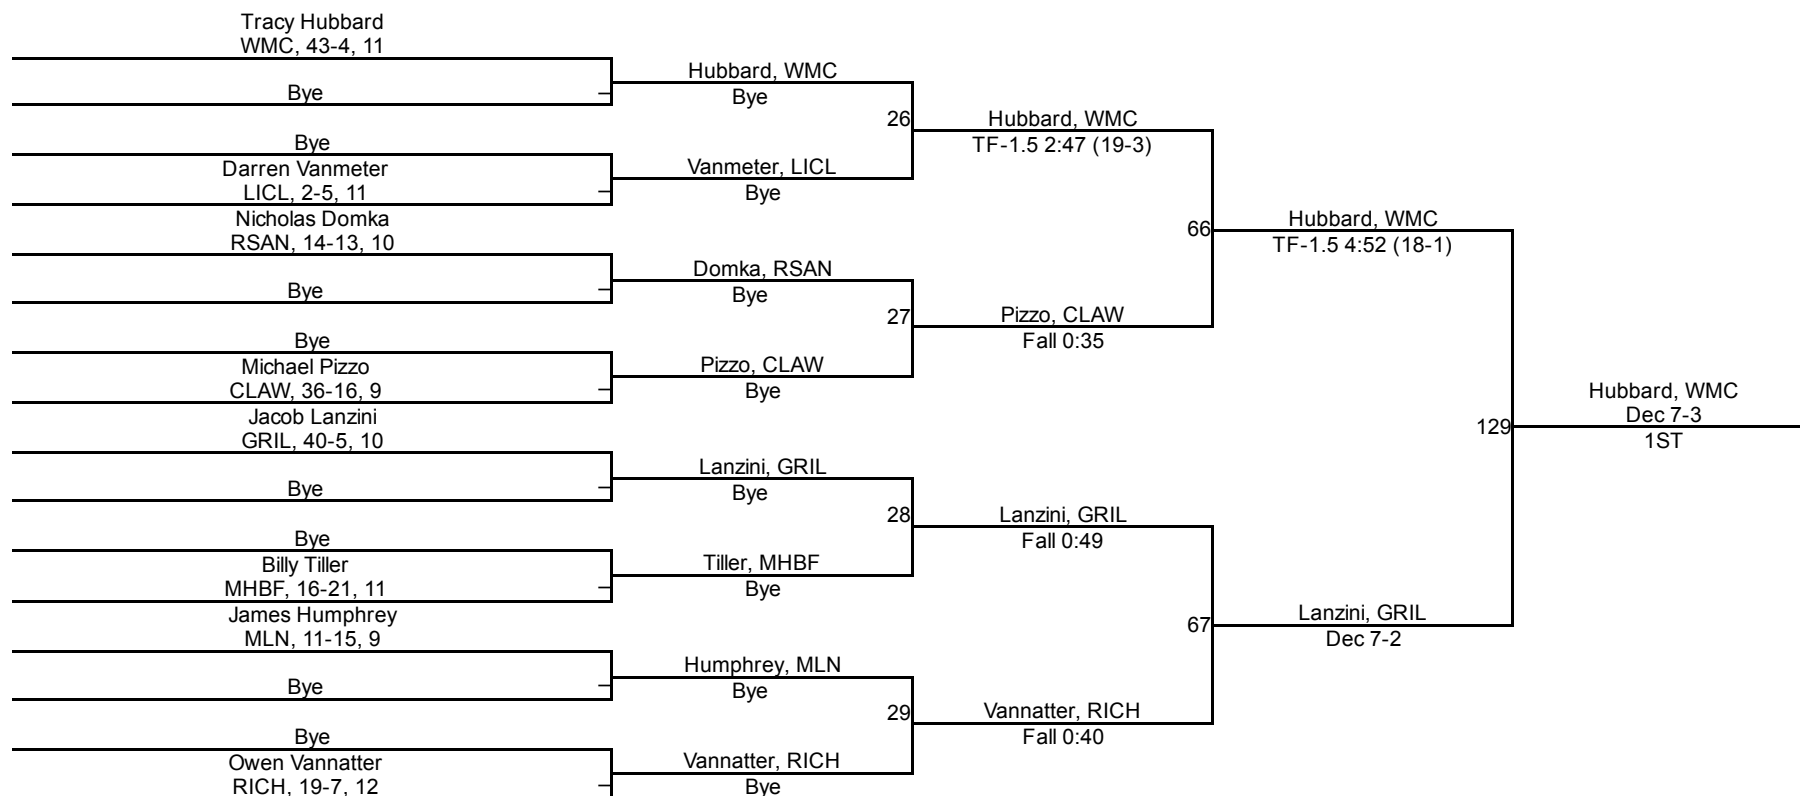 Tracy Hubbard
WMC, 43-4, 11
Bye
Bye
Darren Vanmeter
LICL, 2-5, 11
Nicholas Domka
RSAN, 14-13, 10
Bye
Bye
Michael Pizzo
CLAW, 36-16, 9
Jacob Lanzini
GRIL, 40-5, 10
Bye
Bye
Billy Tiller
MHBF, 16-21, 11
James Humphrey
MLN, 11-15, 9
Bye
Bye
Owen Vannatter
RICH, 19-7, 12
Hubbard, WMC
Bye
26
Vanmeter, LICL
Bye
Domka, RSAN
Bye
27
Pizzo, CLAW
Bye
Lanzini, GRIL
Bye
28
Tiller, MHBF
Bye
Humphrey, MLN
Bye
29
Vannatter, RICH
Bye
Hubbard, WMC
TF-1.5 2:47 (19-3)
66
Pizzo, CLAW
Fall 0:35
Lanzini, GRIL
Fall 0:49
67
Vannatter, RICH
Fall 0:40
Hubbard, WMC
TF-1.5 4:52 (18-1)
129
Lanzini, GRIL
Dec 7-2
Hubbard, WMC
Dec 7-3
1ST